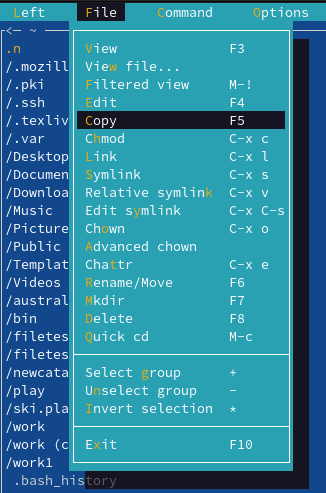 Left File Command Options
<— ~
.n View F3
/.mozill View file...
/.pki Filtered view M-!
/.ssh Edit F4
/.texliv Copy F5
/.var Chmod C-x c
/Desktop Link C-x l
/Documen Symlink C-x s
/Downloa Relative symlink C-x v
/Music Edit symlink C-x C-s
/Picture Chown C-x o
/Public Advanced chown
/Templat Chattr C-x e
/Videos Rename/Move F6
/austral Mkdir F7
/bin Delete F8
/filetes Quick cd M-c
/filetes
/newcata Select group +
/play Unselect group -
/ski.pla Invert selection *
/work
/work (c Exit F10
/work1
.bash_history